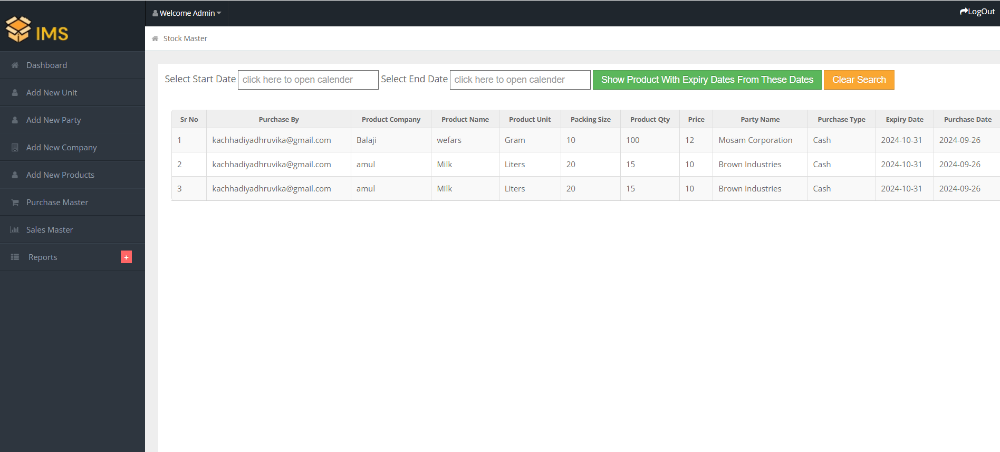 Welcome Admin
LogOut
IMS
Stock Master
Dashboard
Add New Unit
Add New Party
Add New Company
Add New Products
Purchase Master
Sales Master
Reports +
Select Start Date click here to open calender Select End Date click here to open calender Show Product With Expiry Dates From These Dates Clear Search
Sr No Purchase By Product Company Product Name Product Unit Packing Size Product Qty Price Party Name Purchase Type Expiry Date Purchase Date
1 kachhadiyadhruvika@gmail.com Balaji wefars Gram 10 100 12 Mosam Corporation Cash 2024-10-31 2024-09-26
2 kachhadiyadhruvika@gmail.com amul Milk Liters 20 15 10 Brown Industries Cash 2024-10-31 2024-09-26
3 kachhadiyadhruvika@gmail.com amul Milk Liters 20 15 10 Brown Industries Cash 2024-10-31 2024-09-26